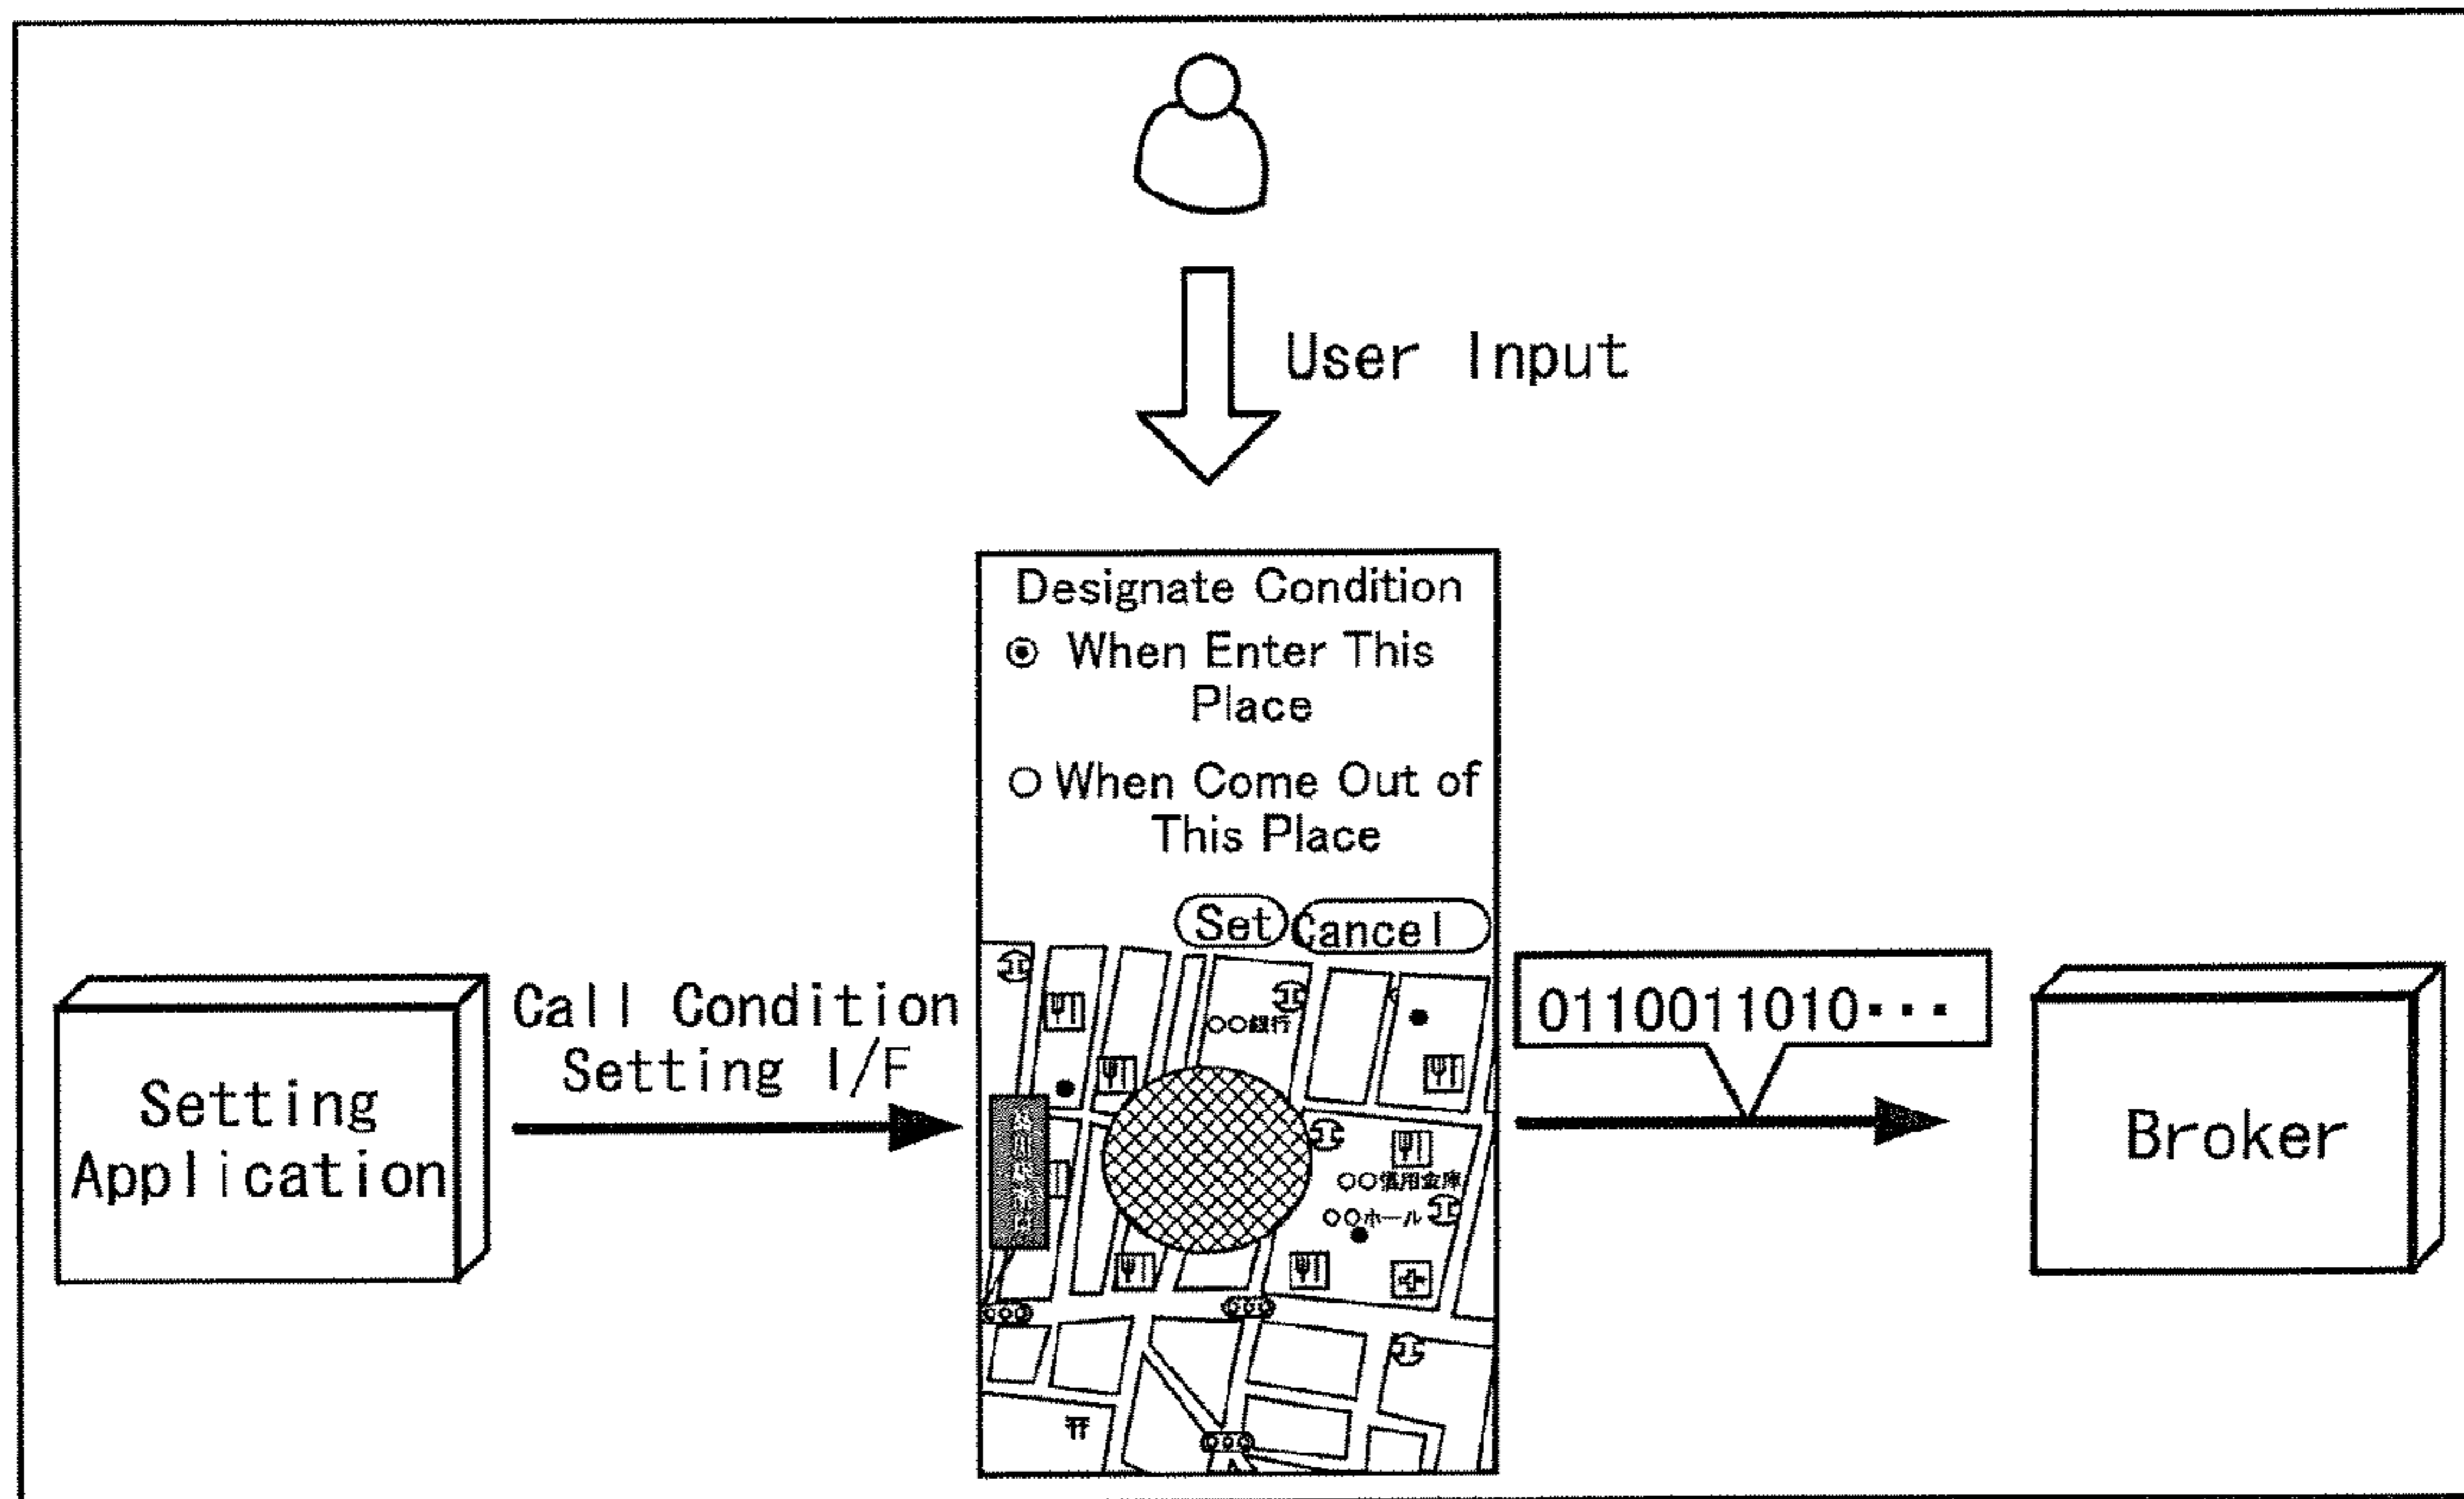 User Input
Designate Condition
When Enter This
Place
When Come Out of
This Place
Set Cancel
Setting
Application
Call Condition
Setting I/F
○○銀行
○○信用金庫
○○ホール
0110011010･･･
Broker